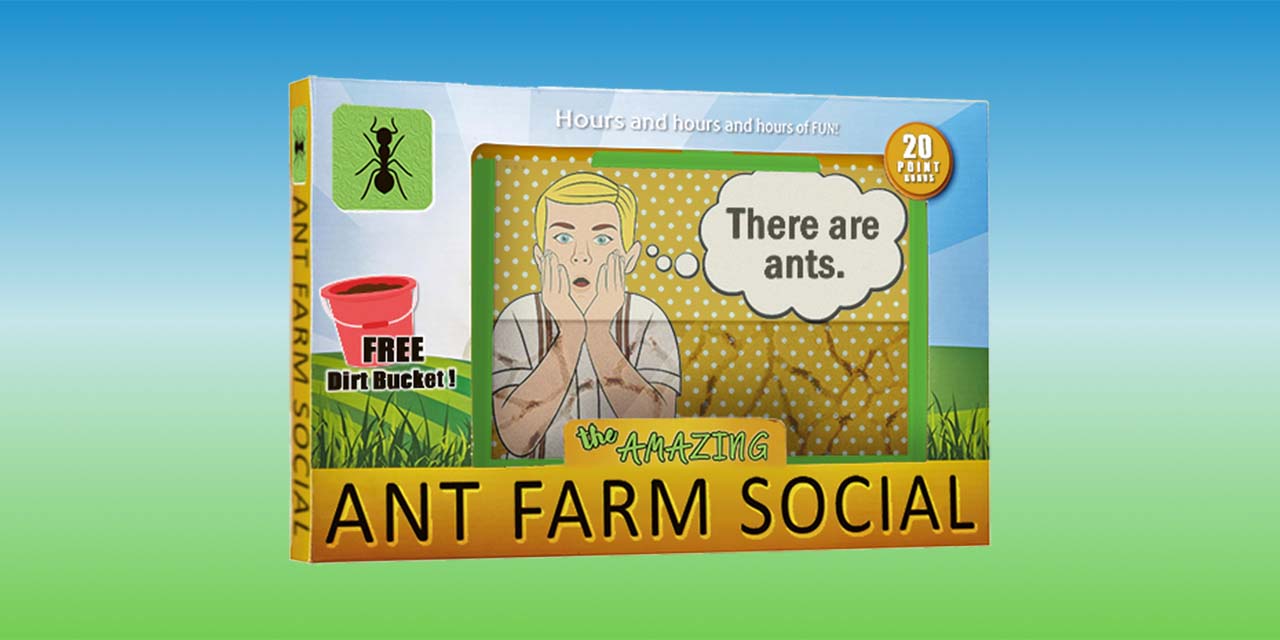 Hours and hours and hours of FUN!
20
POINT
BONUS
There are
ants.
FREE
Dirt Bucket!
the AMAZING
ANT FARM SOCIAL
ANT FARM SOCIAL